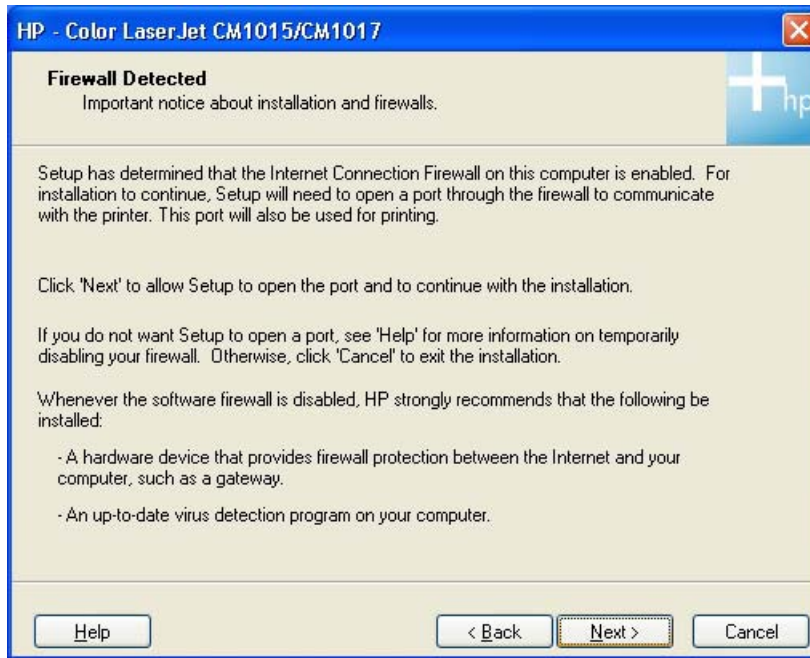 HP - Color LaserJet CM1015/CM1017
Firewall Detected
Important notice about installation and firewalls.
hp
Setup has determined that the Internet Connection Firewall on this computer is enabled. For
installation to continue, Setup will need to open a port through the firewall to communicate
with the printer. This port will also be used for printing.
Click 'Next' to allow Setup to open the port and to continue with the installation.
If you do not want Setup to open a port, see 'Help' for more information on temporarily
disabling your firewall. Otherwise, click 'Cancel' to exit the installation.
Whenever the software firewall is disabled, HP strongly recommends that the following be
installed:
- A hardware device that provides firewall protection between the Internet and your
computer, such as a gateway.
- An up-to-date virus detection program on your computer.
Help
< Back
Next >
Cancel